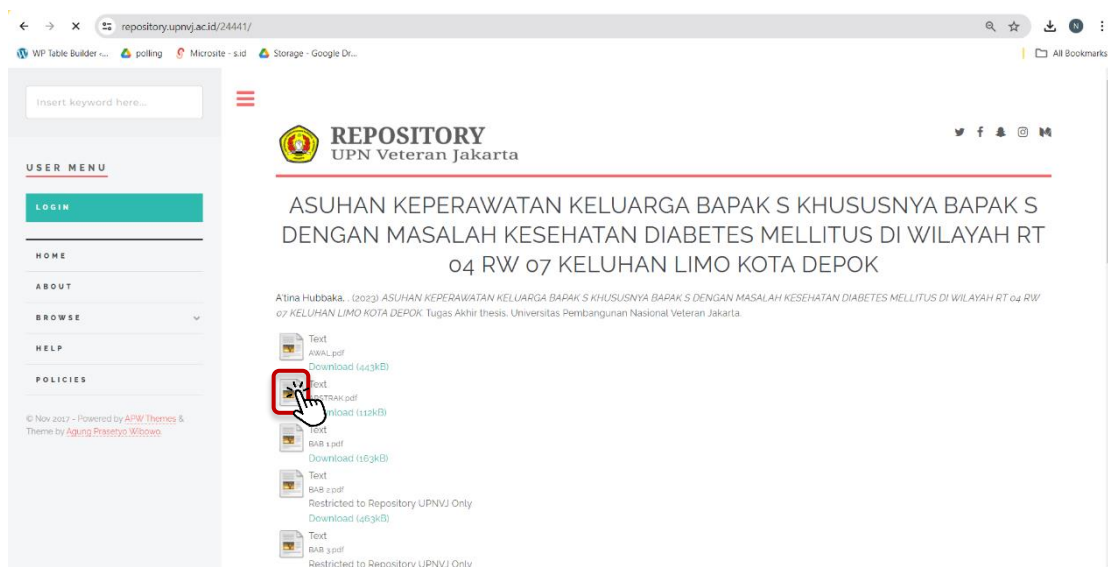 repository.upnvj.ac.id/24441/
N
WP Table Builder -...
polling
Microsite - s.id
Storage - Google Dr...
All Bookmarks
Insert keyword here...
USER MENU
LOGIN
HOME
ABOUT
BROWSE
HELP
POLICIES
© Nov 2017 - Powered by APW Themes &
Theme by Agung Prasetyo Wibowo.
REPOSITORY
UPN Veteran Jakarta
ASUHAN KEPERAWATAN KELUARGA BAPAK S KHUSUSNYA BAPAK S
DENGAN MASALAH KESEHATAN DIABETES MELLITUS DI WILAYAH RT
04 RW 07 KELUHAN LIMO KOTA DEPOK
A'tina Hubbaka, . (2023) ASUHAN KEPERAWATAN KELUARGA BAPAK S KHUSUSNYA BAPAK S DENGAN MASALAH KESEHATAN DIABETES MELLITUS DI WILAYAH RT 04 RW
07 KELUHAN LIMO KOTA DEPOK. Tugas Akhir thesis, Universitas Pembangunan Nasional Veteran Jakarta.
Text
AWAL.pdf
Download (443kB)
Text
(112kB)
Text
BAB 1.pdf
Download (163kB)
Text
BAB 2.pdf
Restricted to Repository UPNVJ Only
Download (463kB)
Text
BAB 3.pdf
Restricted to Repository UPNVJ Only